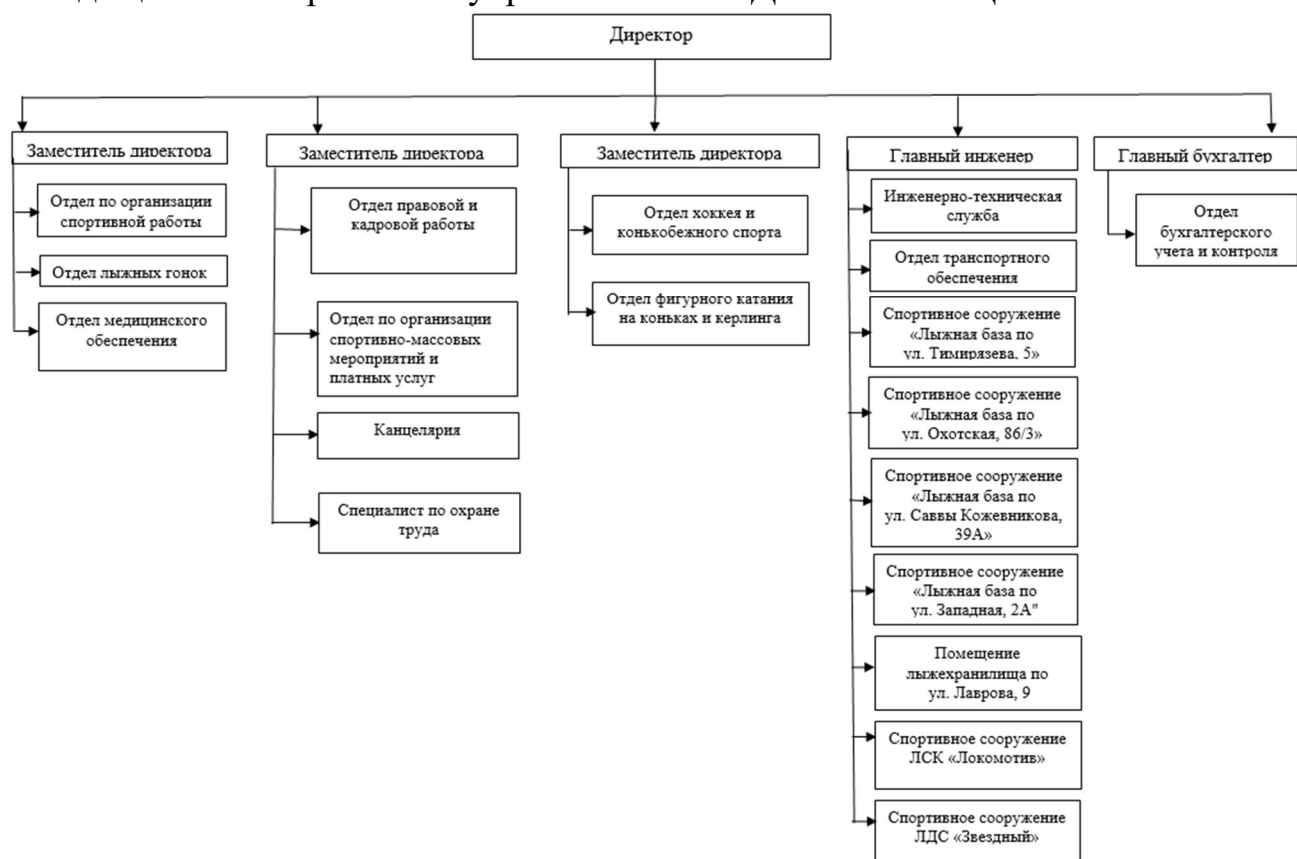 Директор
Заместитель директора
Отдел по организации
спортивной работы
Отдел лыжных гонок
Отдел медицинского
обеспечения
Заместитель директора
Отдел правовой и
кадровой работы
Отдел по организации
спортивно-массовых
мероприятий и
платных услуг
Канцелярия
Специалист по охране
труда
Заместитель директора
Отдел хоккея и
конькобежного спорта
Отдел фигурного катания
на коньках и керлинга
Главный инженер
Инженерно-техническая
служба
Отдел транспортного
обеспечения
Спортивное сооружение
«Лыжная база по
ул. Тимирязева, 5»
Спортивное сооружение
«Лыжная база по
ул. Охотская, 86/3»
Спортивное сооружение
«Лыжная база по
ул. Саввы Кожевникова,
39А»
Спортивное сооружение
«Лыжная база по
ул. Западная, 2А"
Помещение
лыжехранилища по
ул. Лаврова, 9
Спортивное сооружение
ЛСК «Локомотив»
Спортивное сооружение
ЛДС «Звездный»
Главный бухгалтер
Отдел
бухгалтерского
учета и контроля